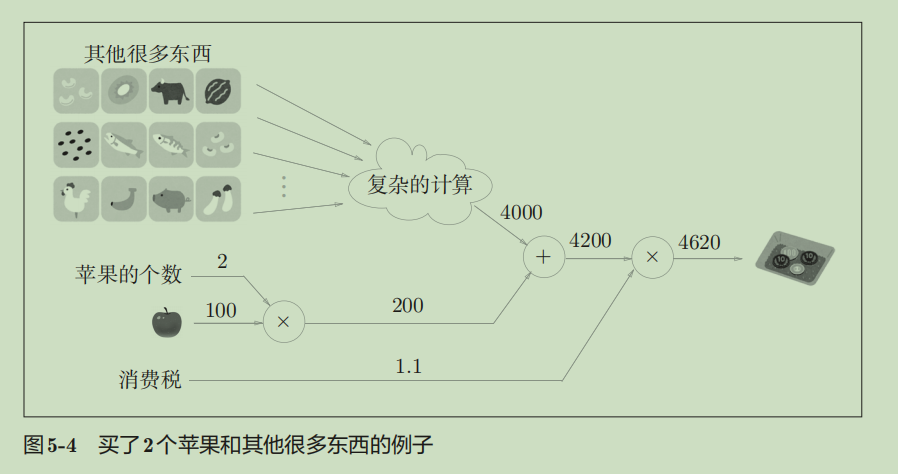 其他很多东西
复杂的计算
4000
+
4200
×
4620
苹果的个数
2
100
×
200
消费税
1.1
图5-4 买了2个苹果和其他很多东西的例子